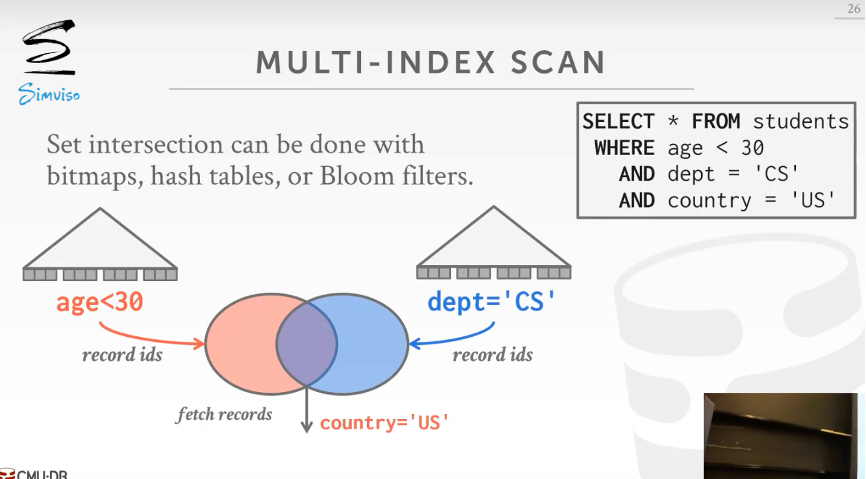 26
Simviso
MULTI-INDEX SCAN
Set intersection can be done with
bitmaps, hash tables, or Bloom filters.
SELECT * FROM students
WHERE age < 30
AND dept = 'CS'
AND country = 'US'
age<30
dept='CS'
record ids
record ids
fetch records
country='US'
CMU·DB